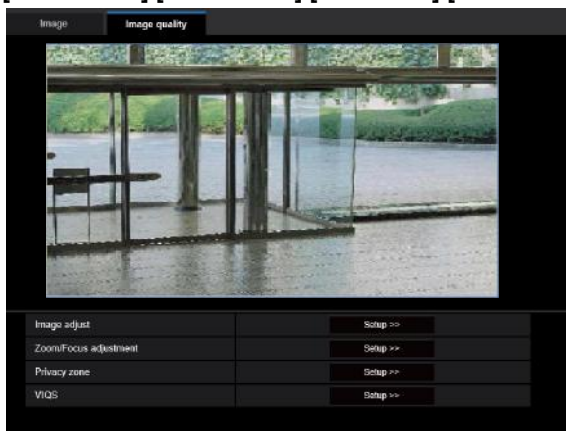 Image Image quality
Image adjust Setup >>
Zoom/Focus adjustment Setup >>
Privacy zone Setup >>
VIQS Setup >>